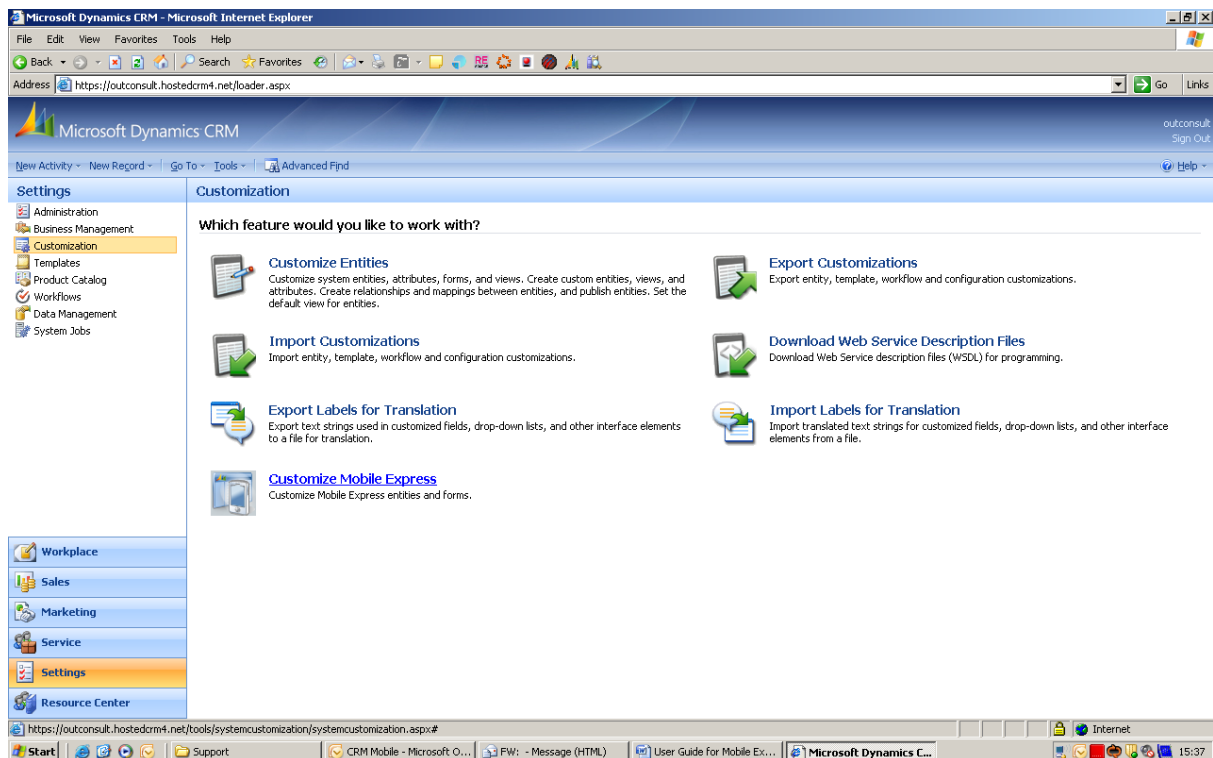 Microsoft Dynamics CRM - Microsoft Internet Explorer
File Edit View Favorites Tools Help
Back Search Favorites
Address https://outconsult.hostedcrm4.net/loader.aspx Go Links
Microsoft Dynamics CRM
outconsult
Sign Out
New Activity New Record Go To Tools Advanced Find Help
Settings
Administration
Business Management
Customization
Templates
Product Catalog
Workflows
Data Management
System Jobs
Customization
Which feature would you like to work with?
Customize Entities
Customize system entities, attributes, forms, and views. Create custom entities, views, and
attributes. Create relationships and mappings between entities, and publish entities. Set the
default view for entities.
Export Customizations
Export entity, template, workflow and configuration customizations.
Import Customizations
Import entity, template, workflow and configuration customizations.
Download Web Service Description Files
Download Web Service description files (WSDL) for programming.
Export Labels for Translation
Export text strings used in customized fields, drop-down lists, and other interface elements
to a file for translation.
Import Labels for Translation
Import translated text strings for customized fields, drop-down lists, and other interface
elements from a file.
Customize Mobile Express
Customize Mobile Express entities and forms.
Workplace
Sales
Marketing
Service
Settings
Resource Center
https://outconsult.hostedcrm4.net/tools/systemcustomization/systemcustomization.aspx# Internet
Start Support CRM Mobile - Microsoft O... FW: - Message (HTML) User Guide for Mobile Ex... Microsoft Dynamics C... 15:37